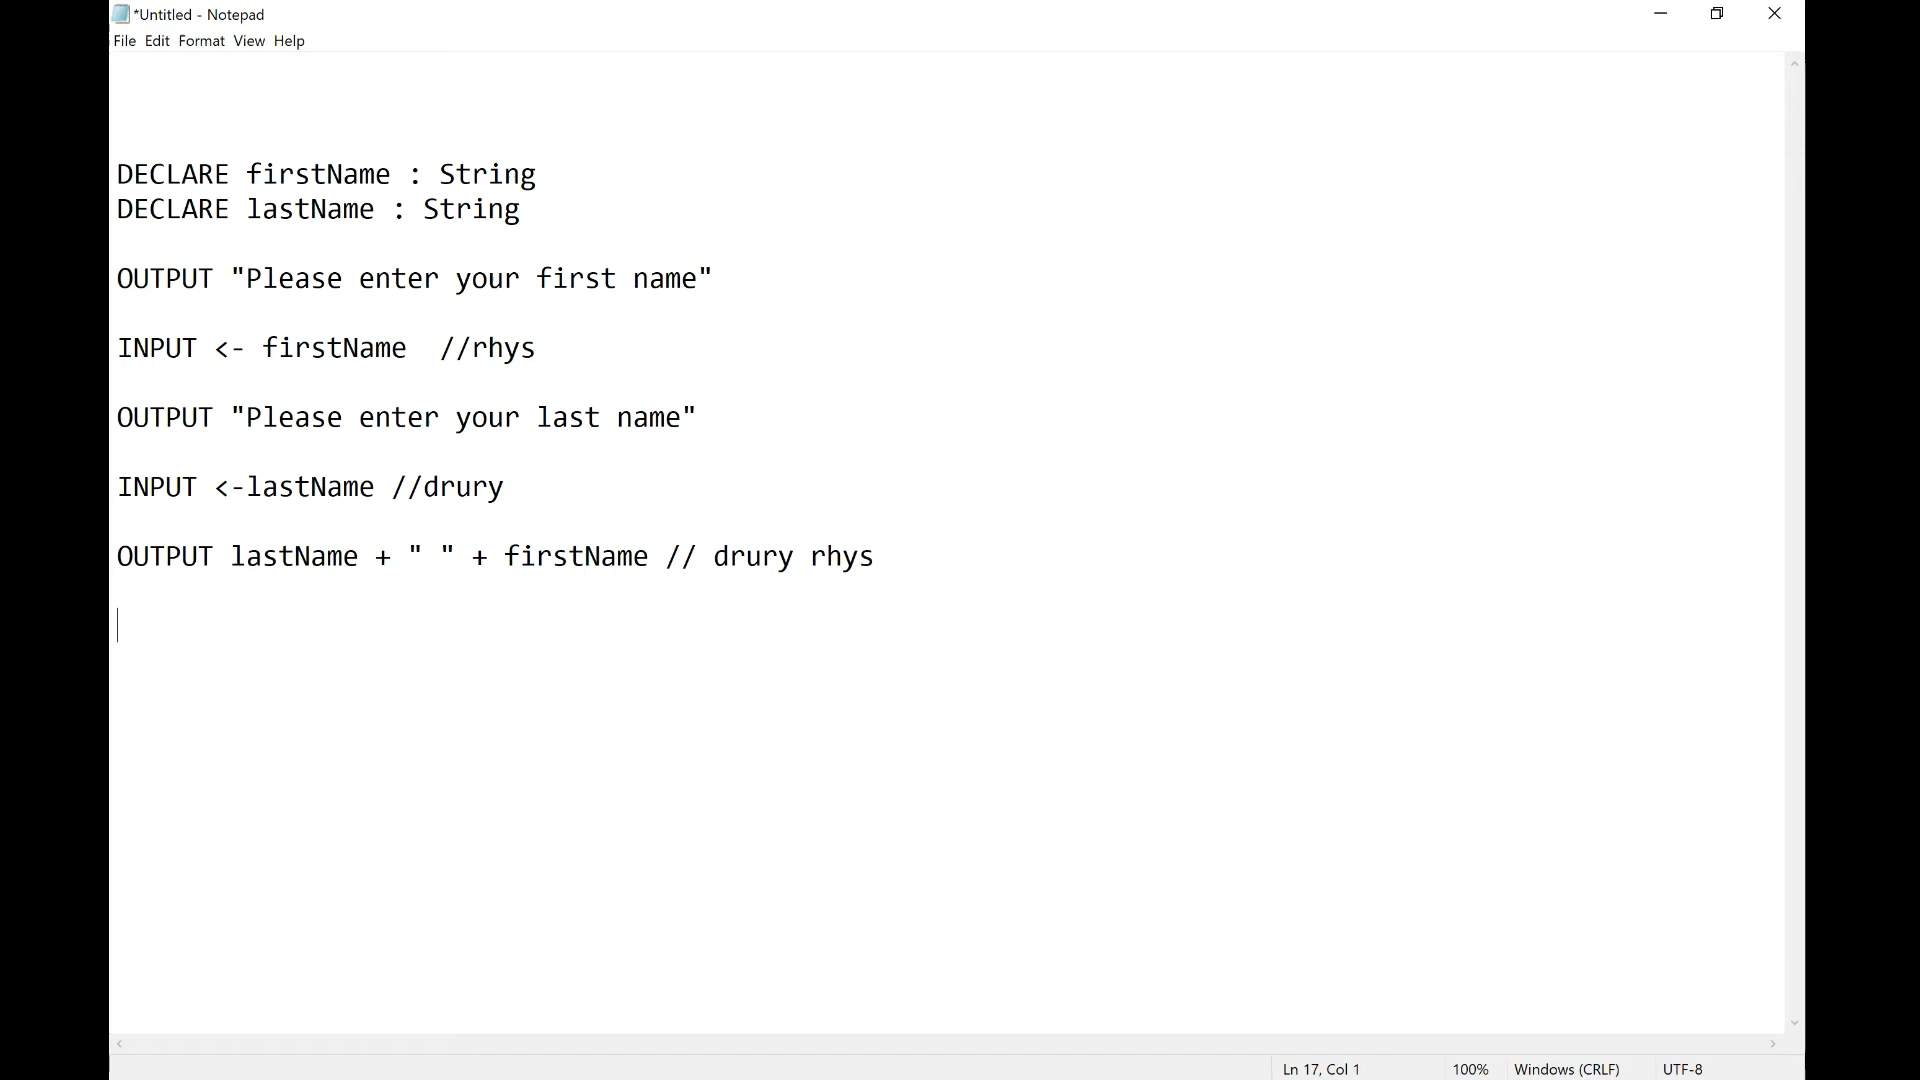 *Untitled - Notepad
File Edit Format View Help
DECLARE firstName : String
DECLARE lastName : String
OUTPUT "Please enter your first name"
INPUT <- firstName  //rhys
OUTPUT "Please enter your last name"
INPUT <-lastName //drury
OUTPUT lastName + " " + firstName // drury rhys
Ln 17, Col 1 100% Windows (CRLF) UTF-8